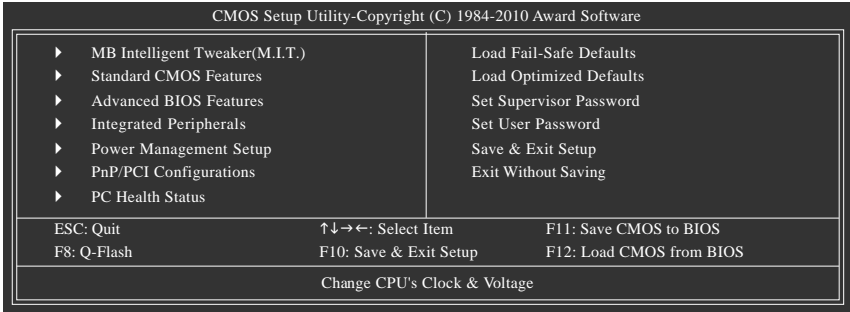 CMOS Setup Utility-Copyright (C) 1984-2010 Award Software
MB Intelligent Tweaker(M.I.T.)
Standard CMOS Features
Advanced BIOS Features
Integrated Peripherals
Power Management Setup
PnP/PCI Configurations
PC Health Status
Load Fail-Safe Defaults
Load Optimized Defaults
Set Supervisor Password
Set User Password
Save & Exit Setup
Exit Without Saving
ESC: Quit ↑↓→←: Select Item F11: Save CMOS to BIOS
F8: Q-Flash F10: Save & Exit Setup F12: Load CMOS from BIOS
Change CPU's Clock & Voltage